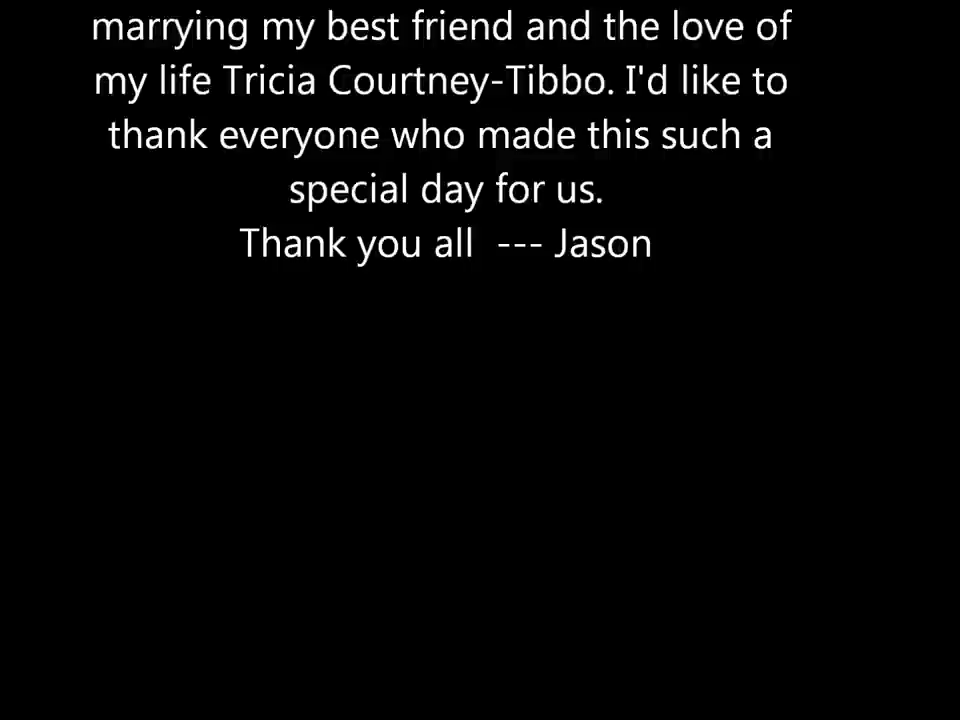 marrying my best friend and the love of
my life Tricia Courtney-Tibbo. I'd like to
thank everyone who made this such a
special day for us.
Thank you all  --- Jason